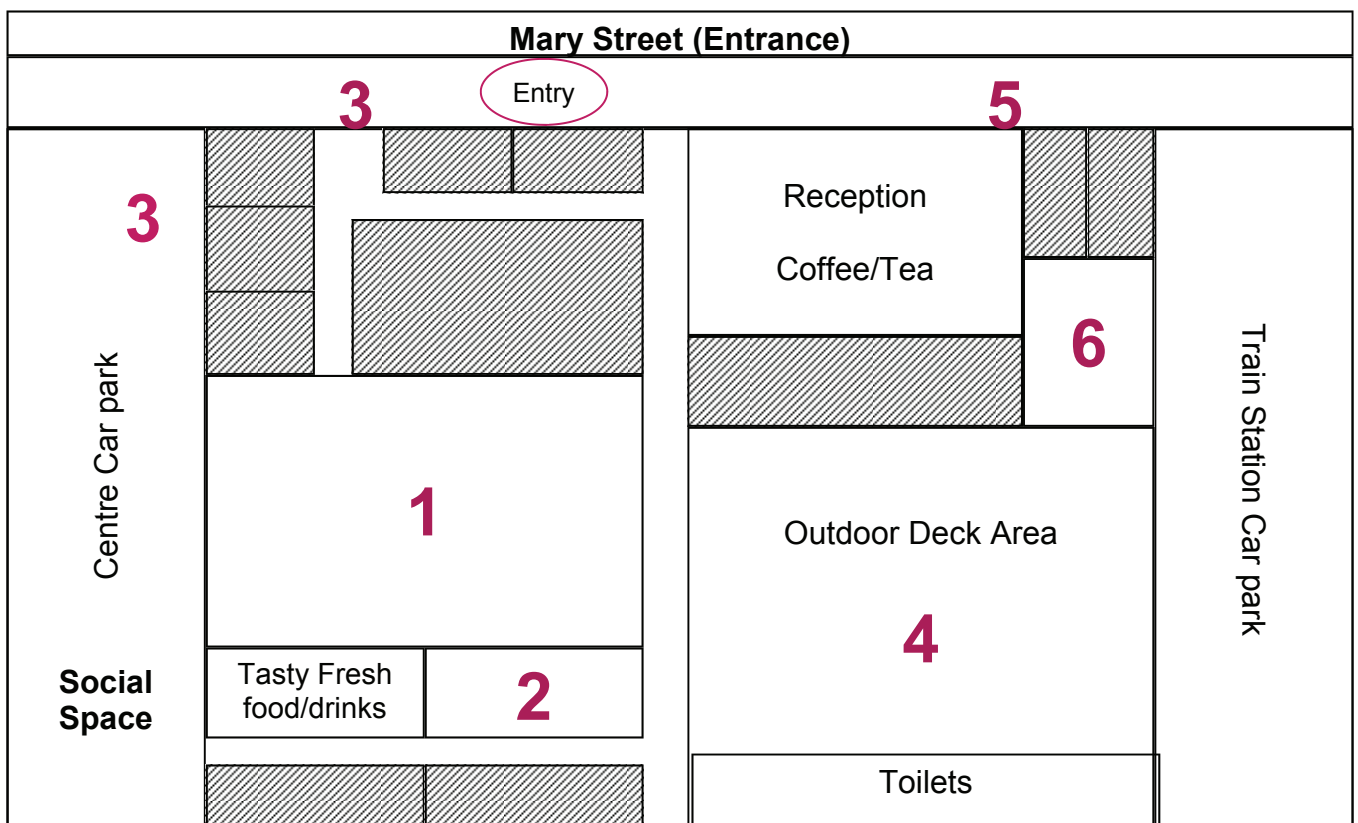 Mary Street (Entrance)
3
Entry
5
3
Reception
Coffee/Tea
6
Centre Car park
Train Station Car park
1
Outdoor Deck Area
4
Social
Space
Tasty Fresh
food/drinks
2
Toilets